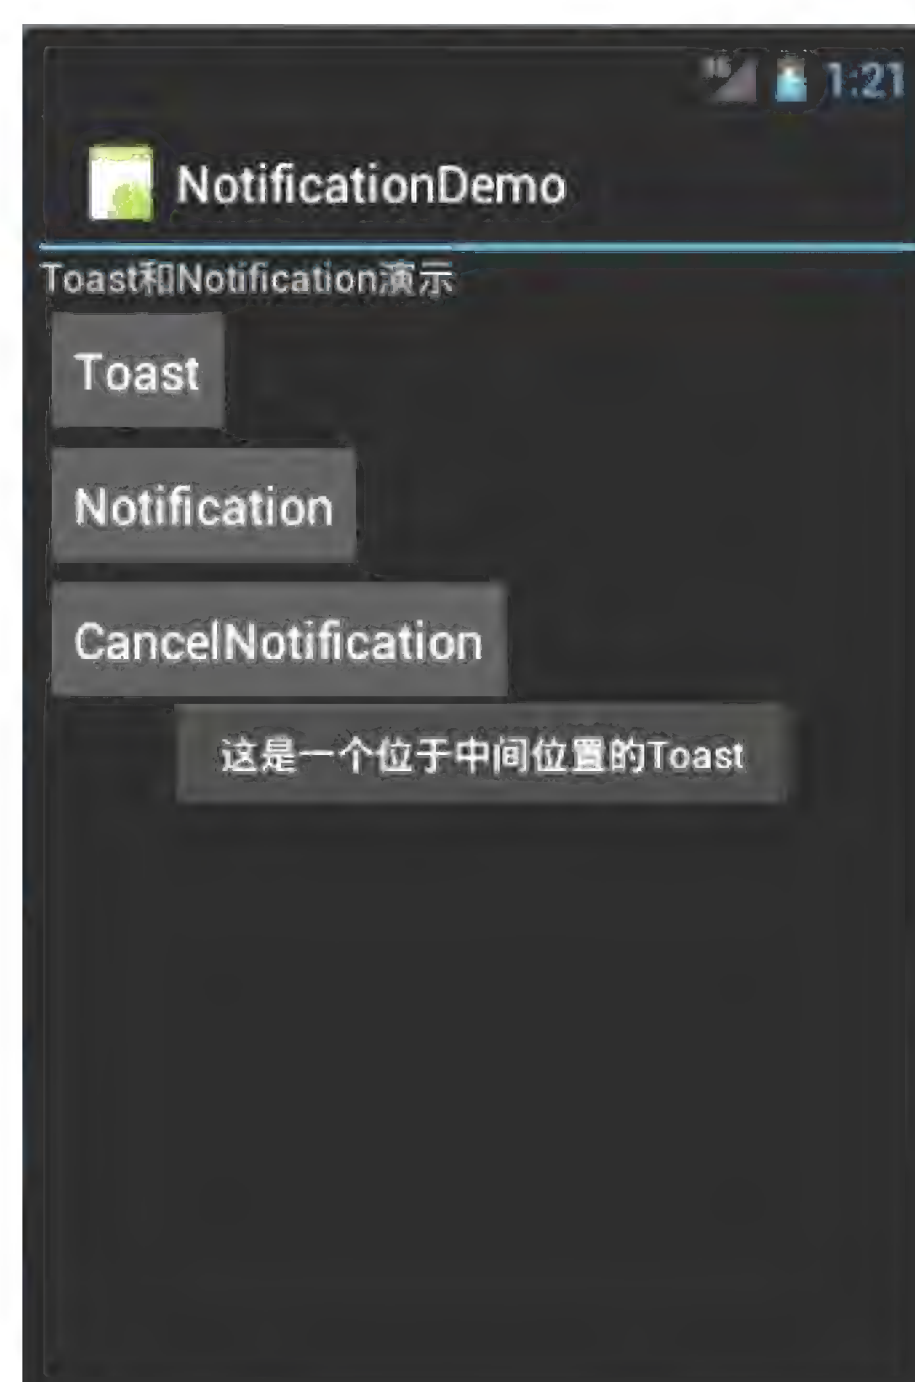 1:21
NotificationDemo
Toast和Notification演示
Toast
Notification
CancelNotification
这是一个位于中间位置的Toast